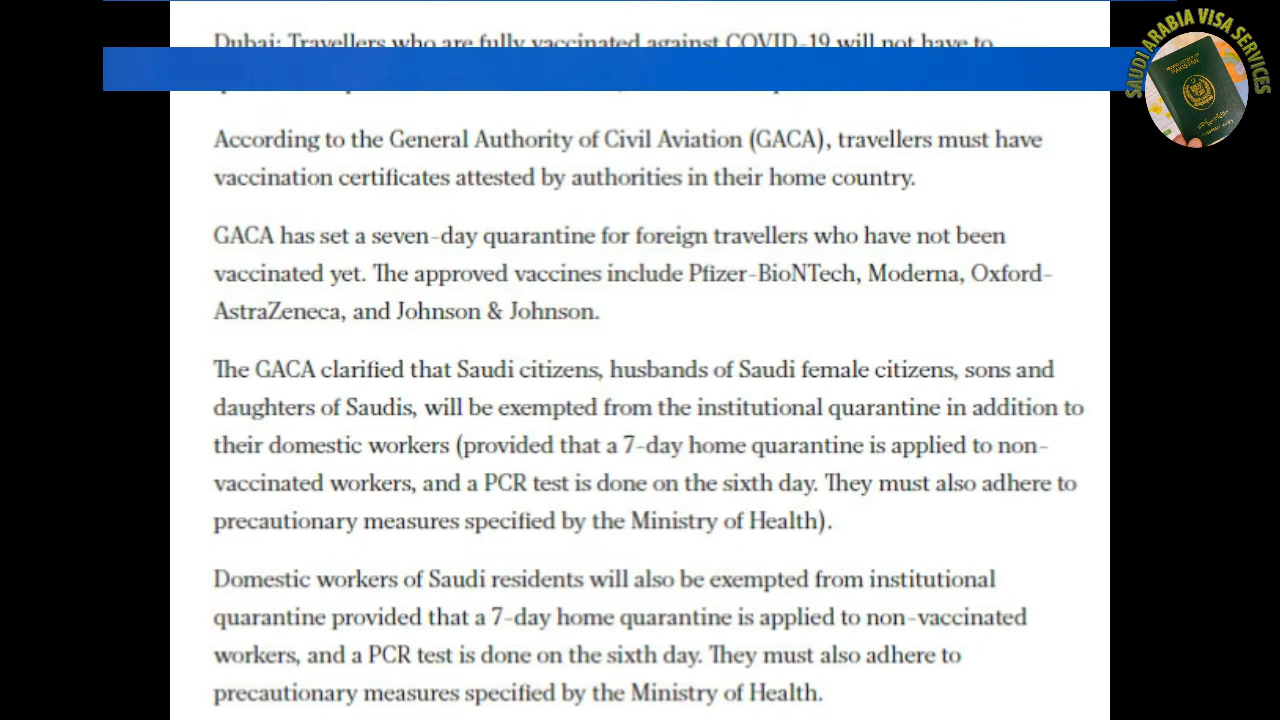 Dubai: Travellers who are fully vaccinated against COVID-19 will not have to
According to the General Authority of Civil Aviation (GACA), travellers must have
vaccination certificates attested by authorities in their home country.
GACA has set a seven-day quarantine for foreign travellers who have not been
vaccinated yet. The approved vaccines include Pfizer-BioNTech, Moderna, Oxford-
AstraZeneca, and Johnson & Johnson.
The GACA clarified that Saudi citizens, husbands of Saudi female citizens, sons and
daughters of Saudis, will be exempted from the institutional quarantine in addition to
their domestic workers (provided that a 7-day home quarantine is applied to non-
vaccinated workers, and a PCR test is done on the sixth day. They must also adhere to
precautionary measures specified by the Ministry of Health).
Domestic workers of Saudi residents will also be exempted from institutional
quarantine provided that a 7-day home quarantine is applied to non-vaccinated
workers, and a PCR test is done on the sixth day. They must also adhere to
precautionary measures specified by the Ministry of Health.
SAUDI ARABIA VISA SERVICES
PAKISTAN